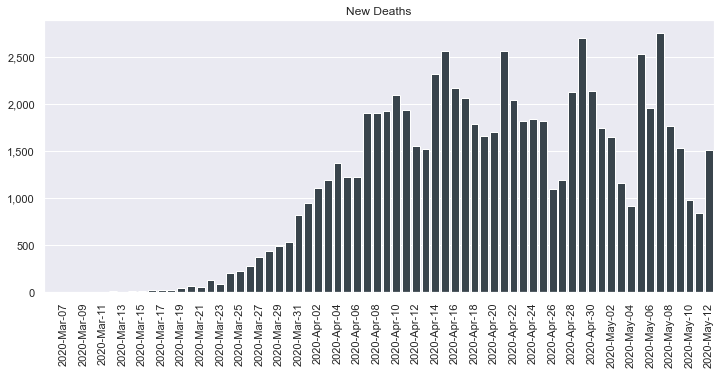 New Deaths
2,500
2,000
1,500
1,000
500
0
2020-Mar-07
2020-Mar-09
2020-Mar-11
2020-Mar-13
2020-Mar-15
2020-Mar-17
2020-Mar-19
2020-Mar-21
2020-Mar-23
2020-Mar-25
2020-Mar-27
2020-Mar-29
2020-Mar-31
2020-Apr-02
2020-Apr-04
2020-Apr-06
2020-Apr-08
2020-Apr-10
2020-Apr-12
2020-Apr-14
2020-Apr-16
2020-Apr-18
2020-Apr-20
2020-Apr-22
2020-Apr-24
2020-Apr-26
2020-Apr-28
2020-Apr-30
2020-May-02
2020-May-04
2020-May-06
2020-May-08
2020-May-10
2020-May-12